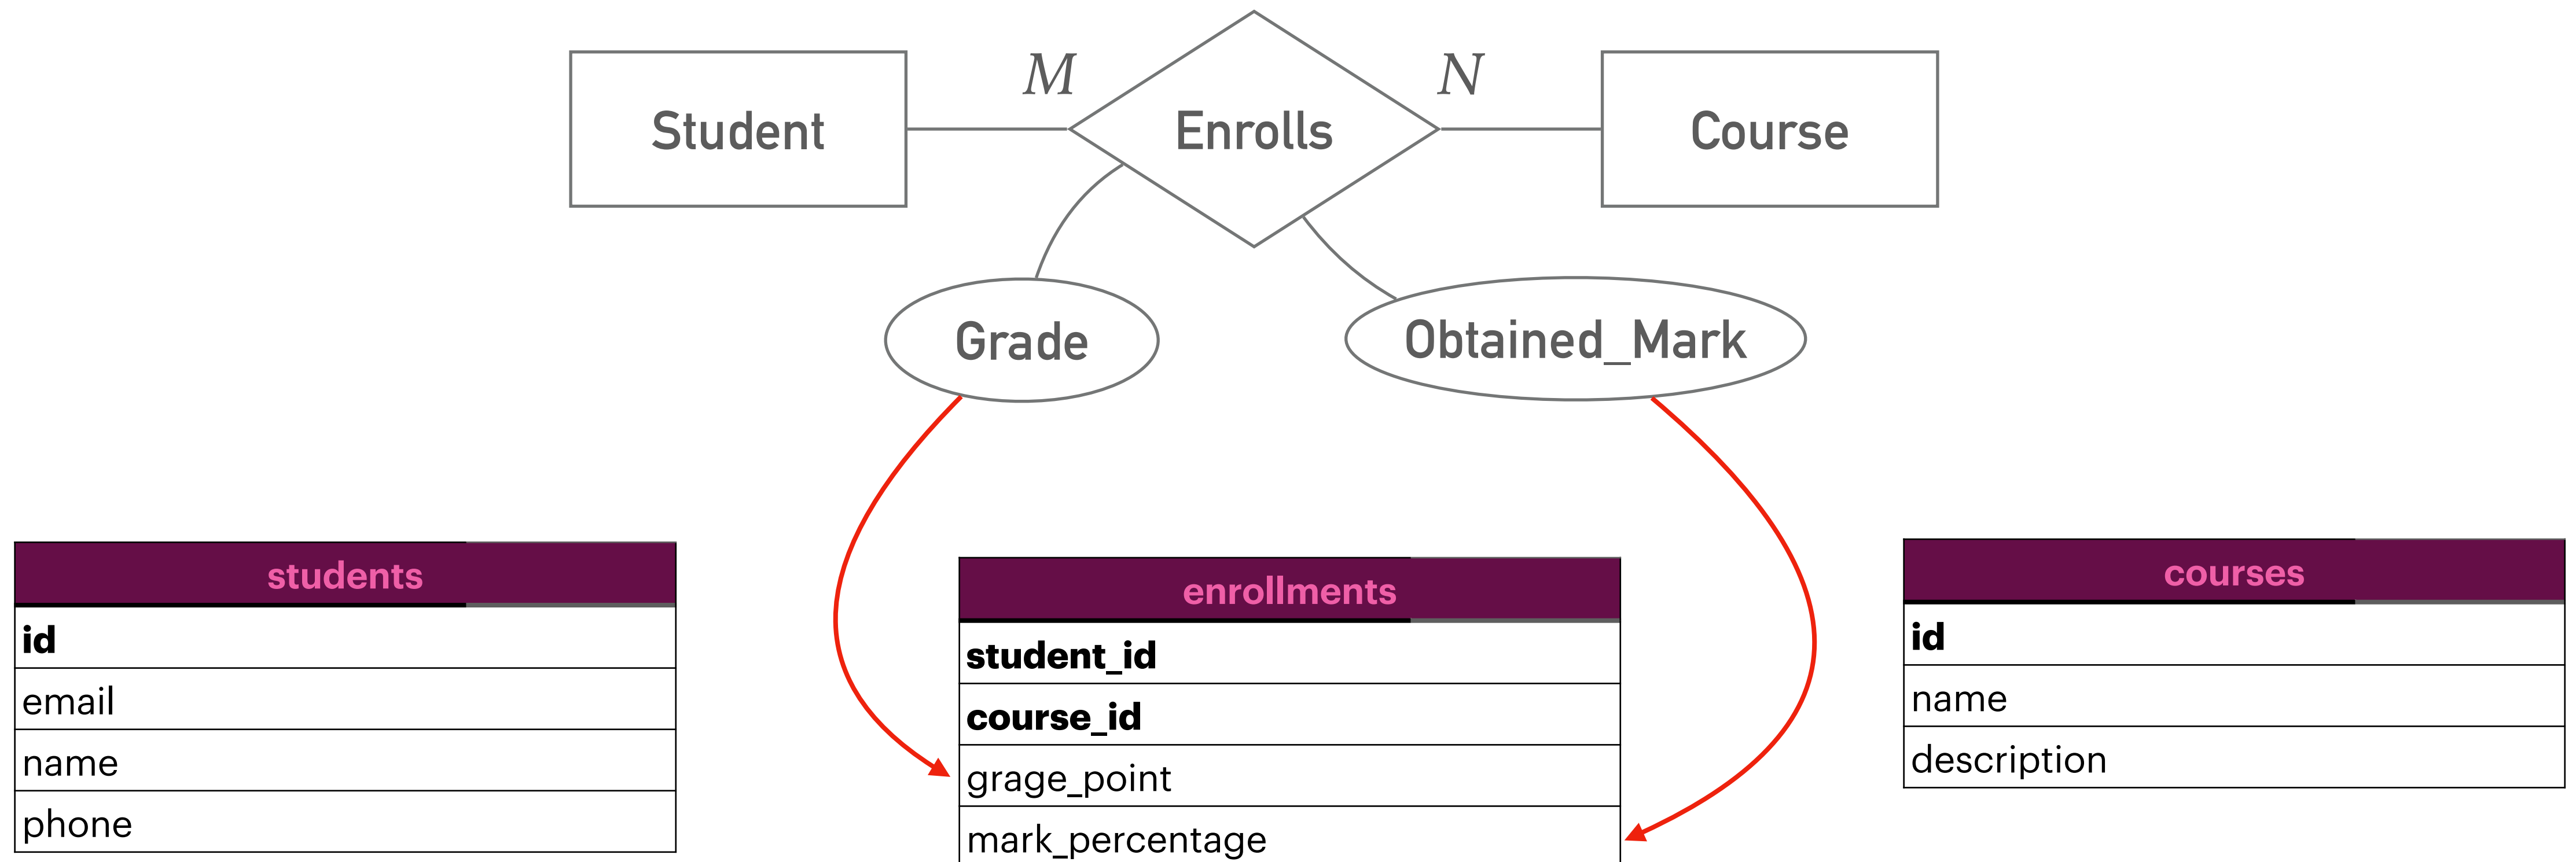 M
N
Student
Enrolls
Course
Grade
Obtained_Mark
students
id
email
name
phone
enrollments
student_id
course_id
grage_point
mark_percentage
courses
id
name
description